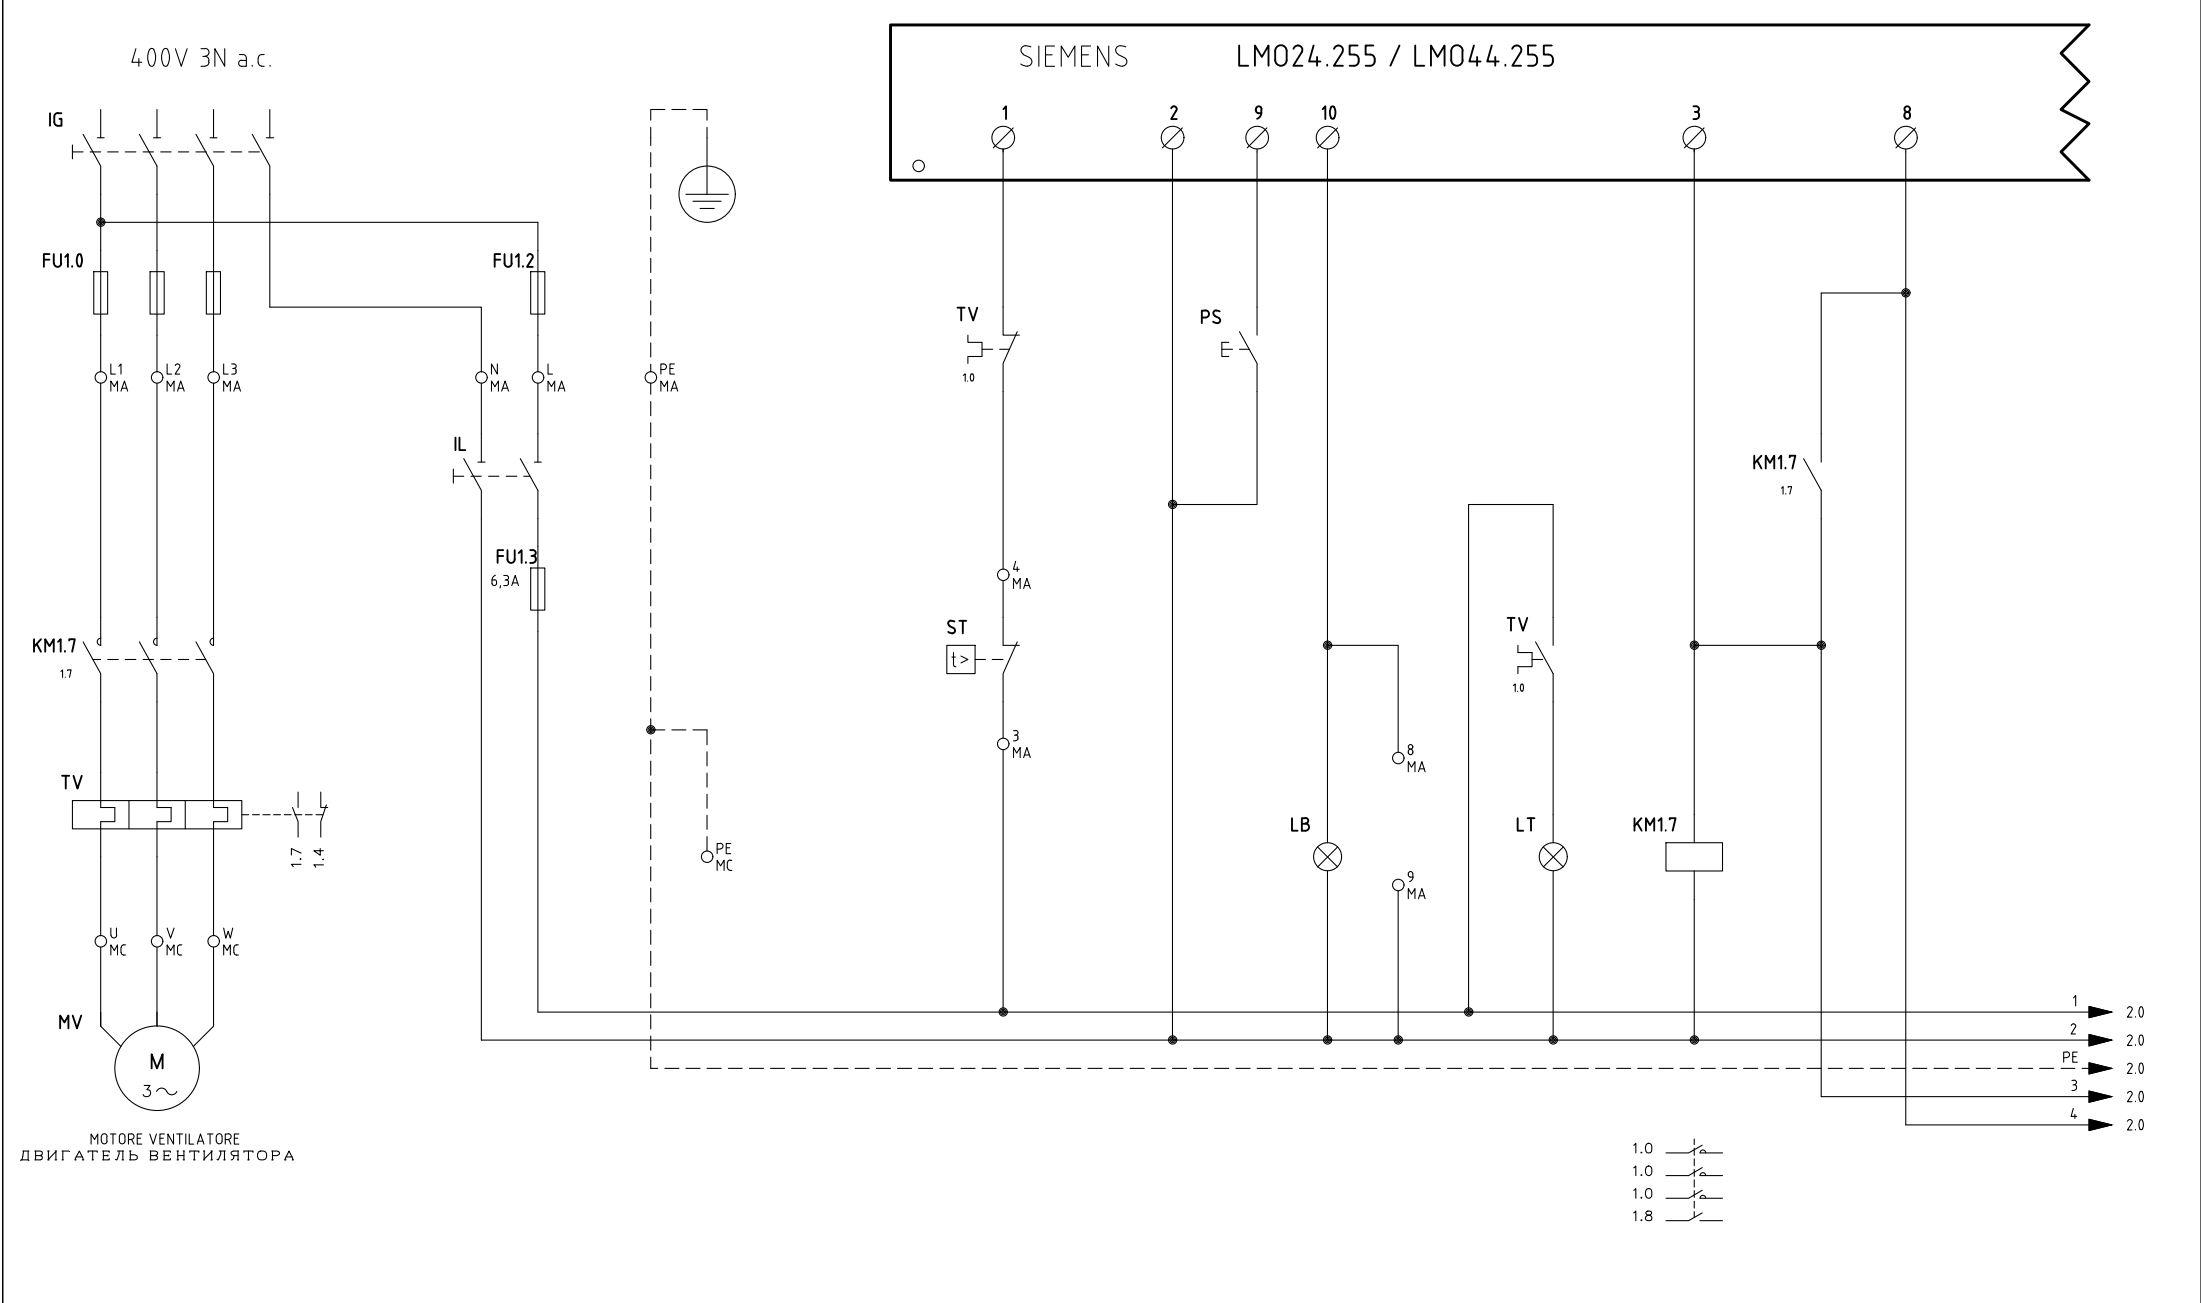 400V 3N a.c.
SIEMENS LMO24.255 / LMO44.255
IG
1 2 9 10 3 8
FU1.0 FU1.2
TV PS
1.0
L1 L2 L3 N L PE
MA MA MA MA MA MA
IL KM1.7
1.7
FU1.3
6,3A
4
MA
KM1.7 ST TV
1.7 t> 1.0
3
MA
8
MA
TV
LB LT KM1.7
1.7 1.4
PE
MC
9
MA
U V W
MC MC MC
MV
M
3~
1 2.0
2 2.0
PE 2.0
3 2.0
4 2.0
MOTORE VENTILATORE
ДВИГАТЕЛЬ ВЕНТИЛЯТОРА
1.0
1.0
1.0
1.8